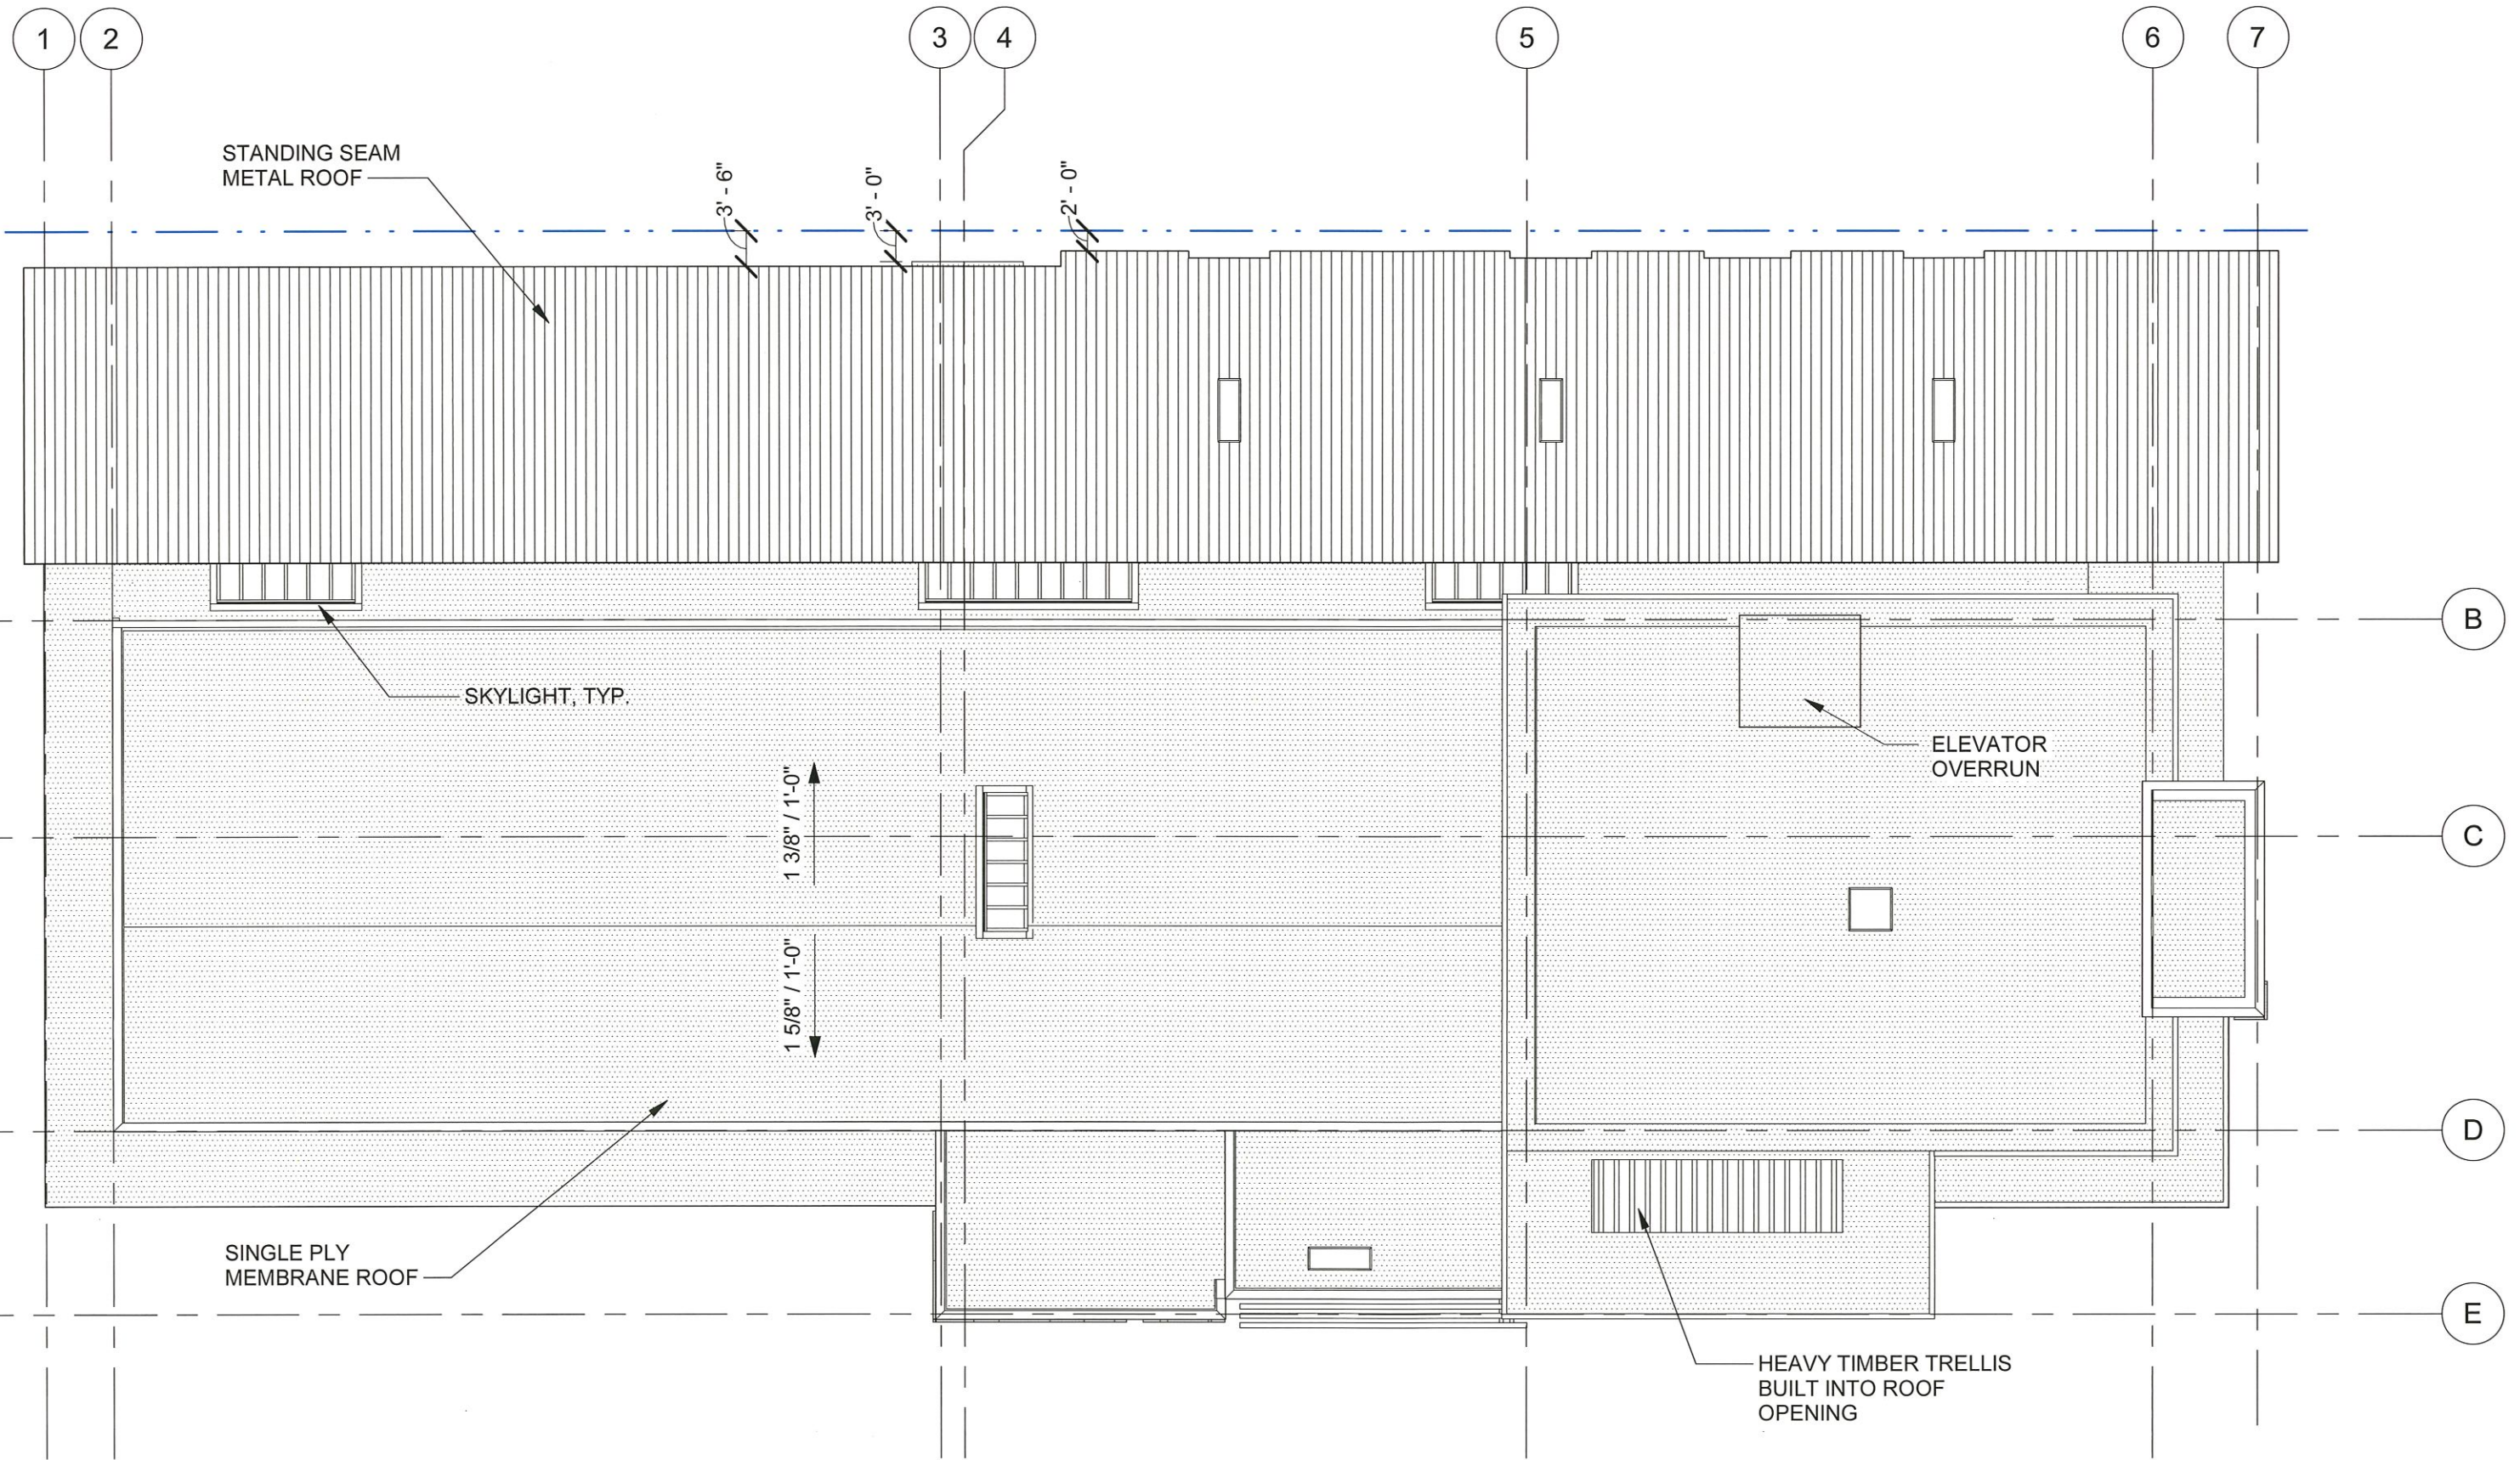 1 2 3 4 5 6 7
STANDING SEAM
METAL ROOF
3' - 6"
3' - 0"
2' - 0"
B
SKYLIGHT, TYP.
ELEVATOR
OVERRUN
1 3/8" / 1'-0"
C
1 5/8" / 1'-0"
D
SINGLE PLY
MEMBRANE ROOF
E
HEAVY TIMBER TRELLIS
BUILT INTO ROOF
OPENING